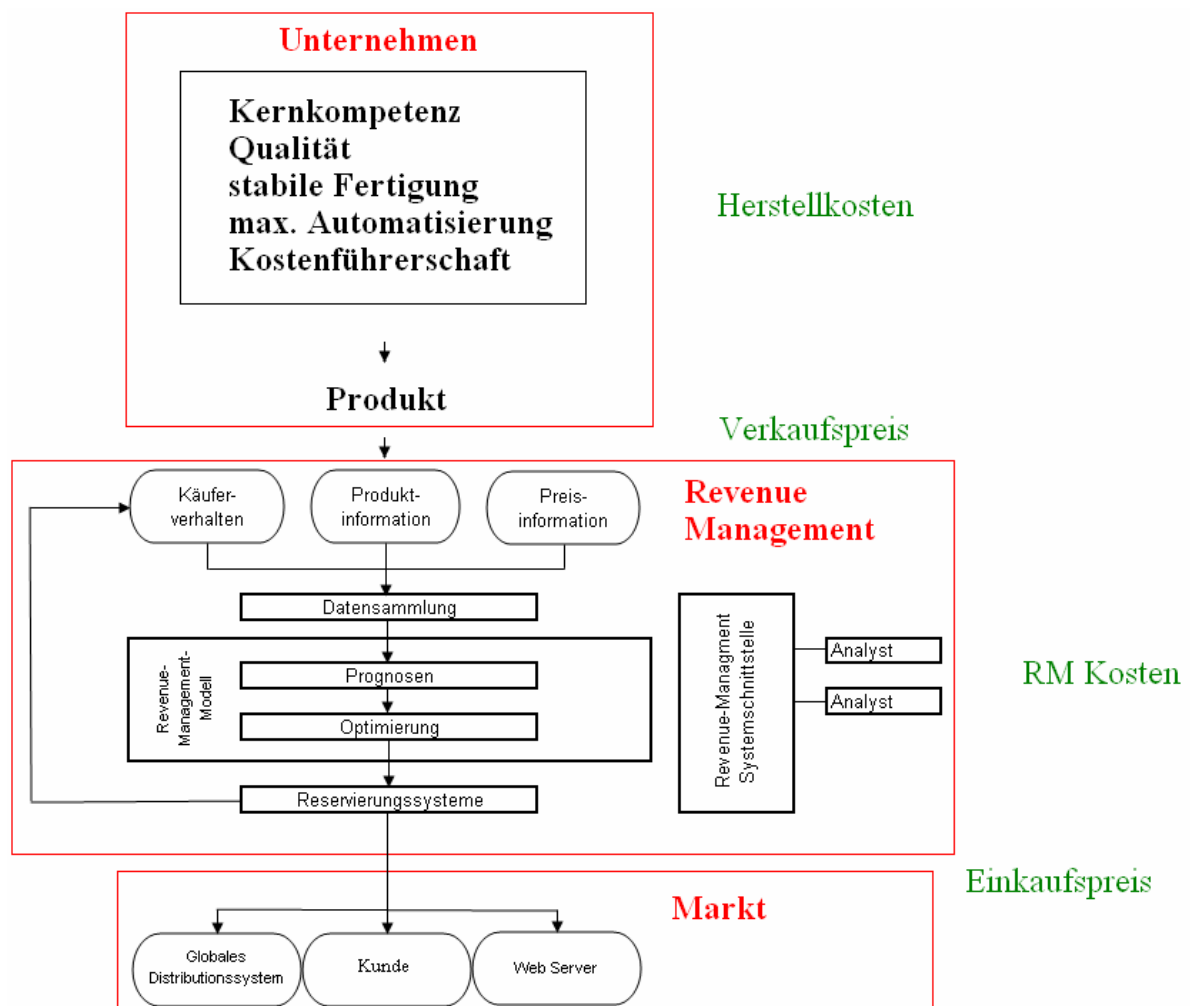 Unternehmen
Kernkompetenz
Qualität
stabile Fertigung
max. Automatisierung
Kostenführerschaft
Herstellkosten
Produkt
Verkaufspreis
Käufer-
verhalten
Produkt-
information
Preis-
information
Revenue
Management
Datensammlung
Revenue-
Management-
Modell
Prognosen
Optimierung
Reservierungssysteme
Revenue-Managment
Systemschnittstelle
Analyst
Analyst
RM Kosten
Einkaufspreis
Markt
Globales
Distributionssystem
Kunde
Web Server